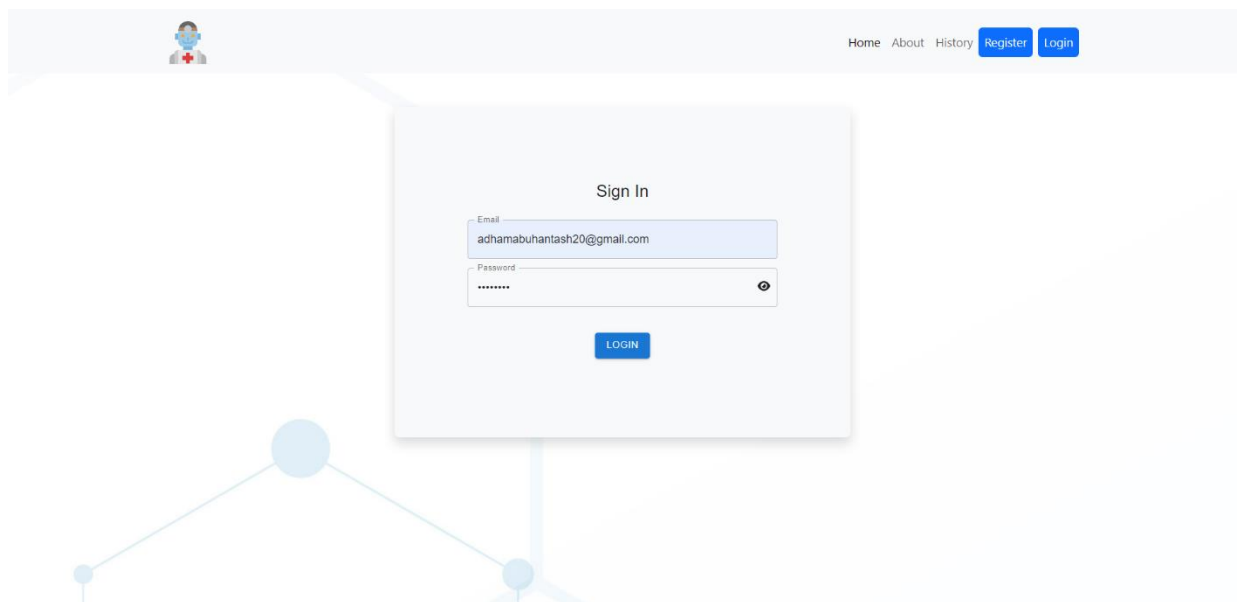 Home About History Register Login
Sign In
Email
adhamabuhantash20@gmail.com
Password
••••••••
LOGIN